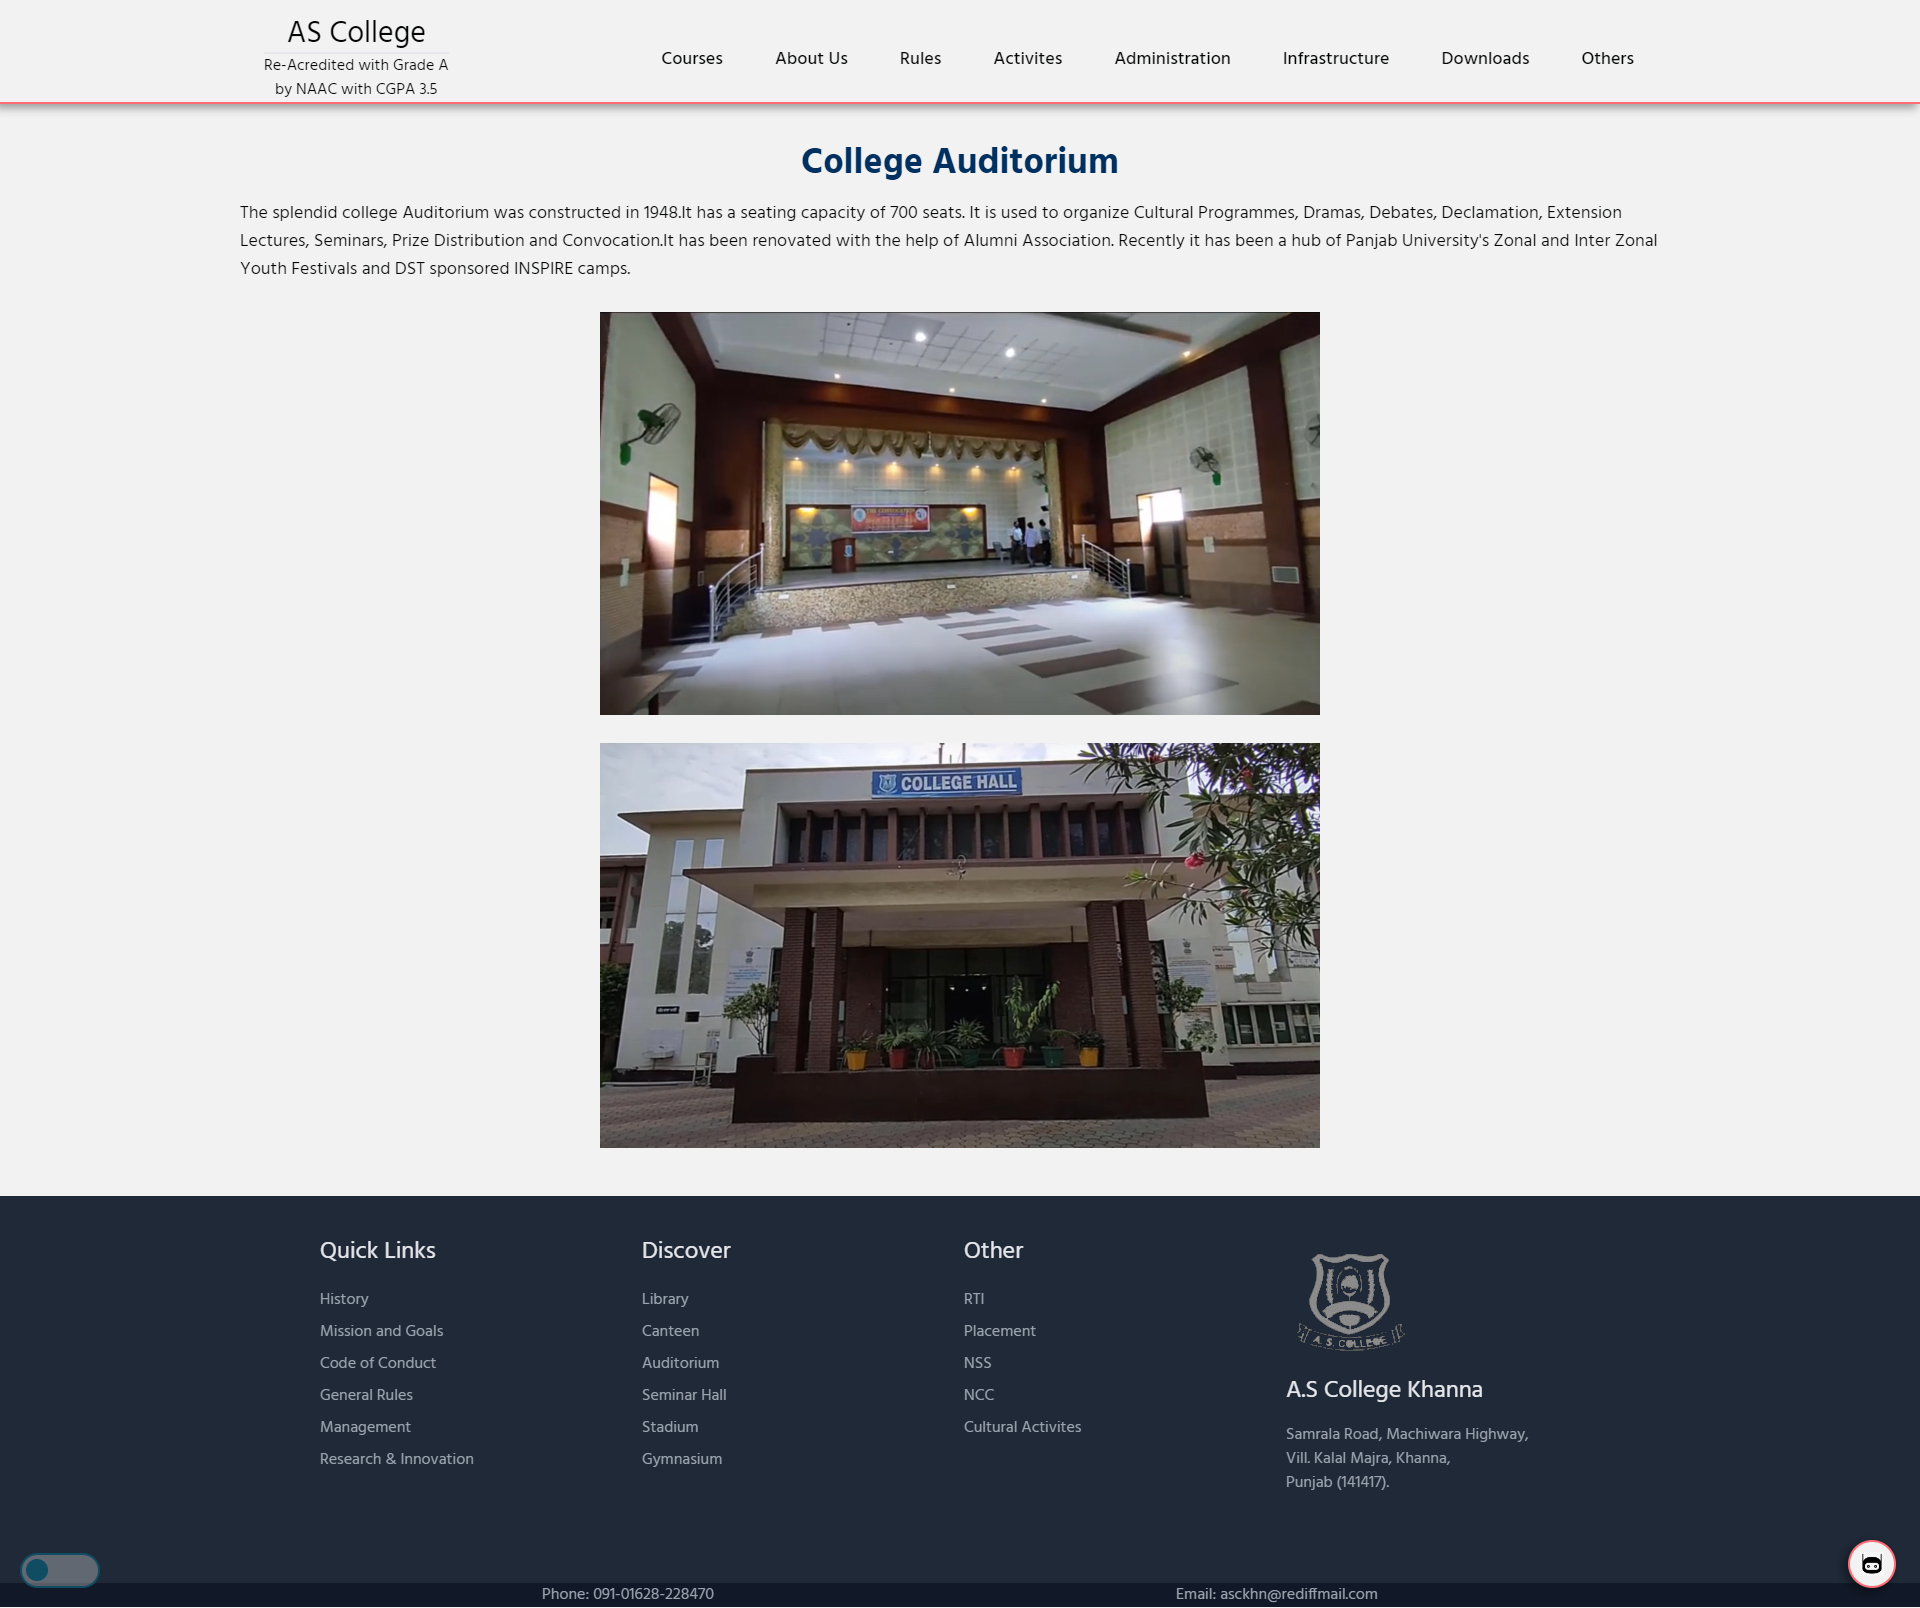 AS College
Re-Acredited with Grade A
by NAAC with CGPA 3.5
Courses
About Us
Rules
Activites
Administration
Infrastructure
Downloads
Others
College Auditorium
The splendid college Auditorium was constructed in 1948.It has a seating capacity of 700 seats. It is used to organize Cultural Programmes, Dramas, Debates, Declamation, Extension
Lectures, Seminars, Prize Distribution and Convocation.It has been renovated with the help of Alumni Association. Recently it has been a hub of Panjab University's Zonal and Inter Zonal
Youth Festivals and DST sponsored INSPIRE camps.
COLLEGE HALL
Quick Links
History
Mission and Goals
Code of Conduct
General Rules
Management
Research & Innovation
Discover
Library
Canteen
Auditorium
Seminar Hall
Stadium
Gymnasium
Other
RTI
Placement
NSS
NCC
Cultural Activites
A. S. COLLEGE
A.S College Khanna
Samrala Road, Machiwara Highway,
Vill. Kalal Majra, Khanna,
Punjab (141417).
Phone: 091-01628-228470
Email: asckhn@rediffmail.com